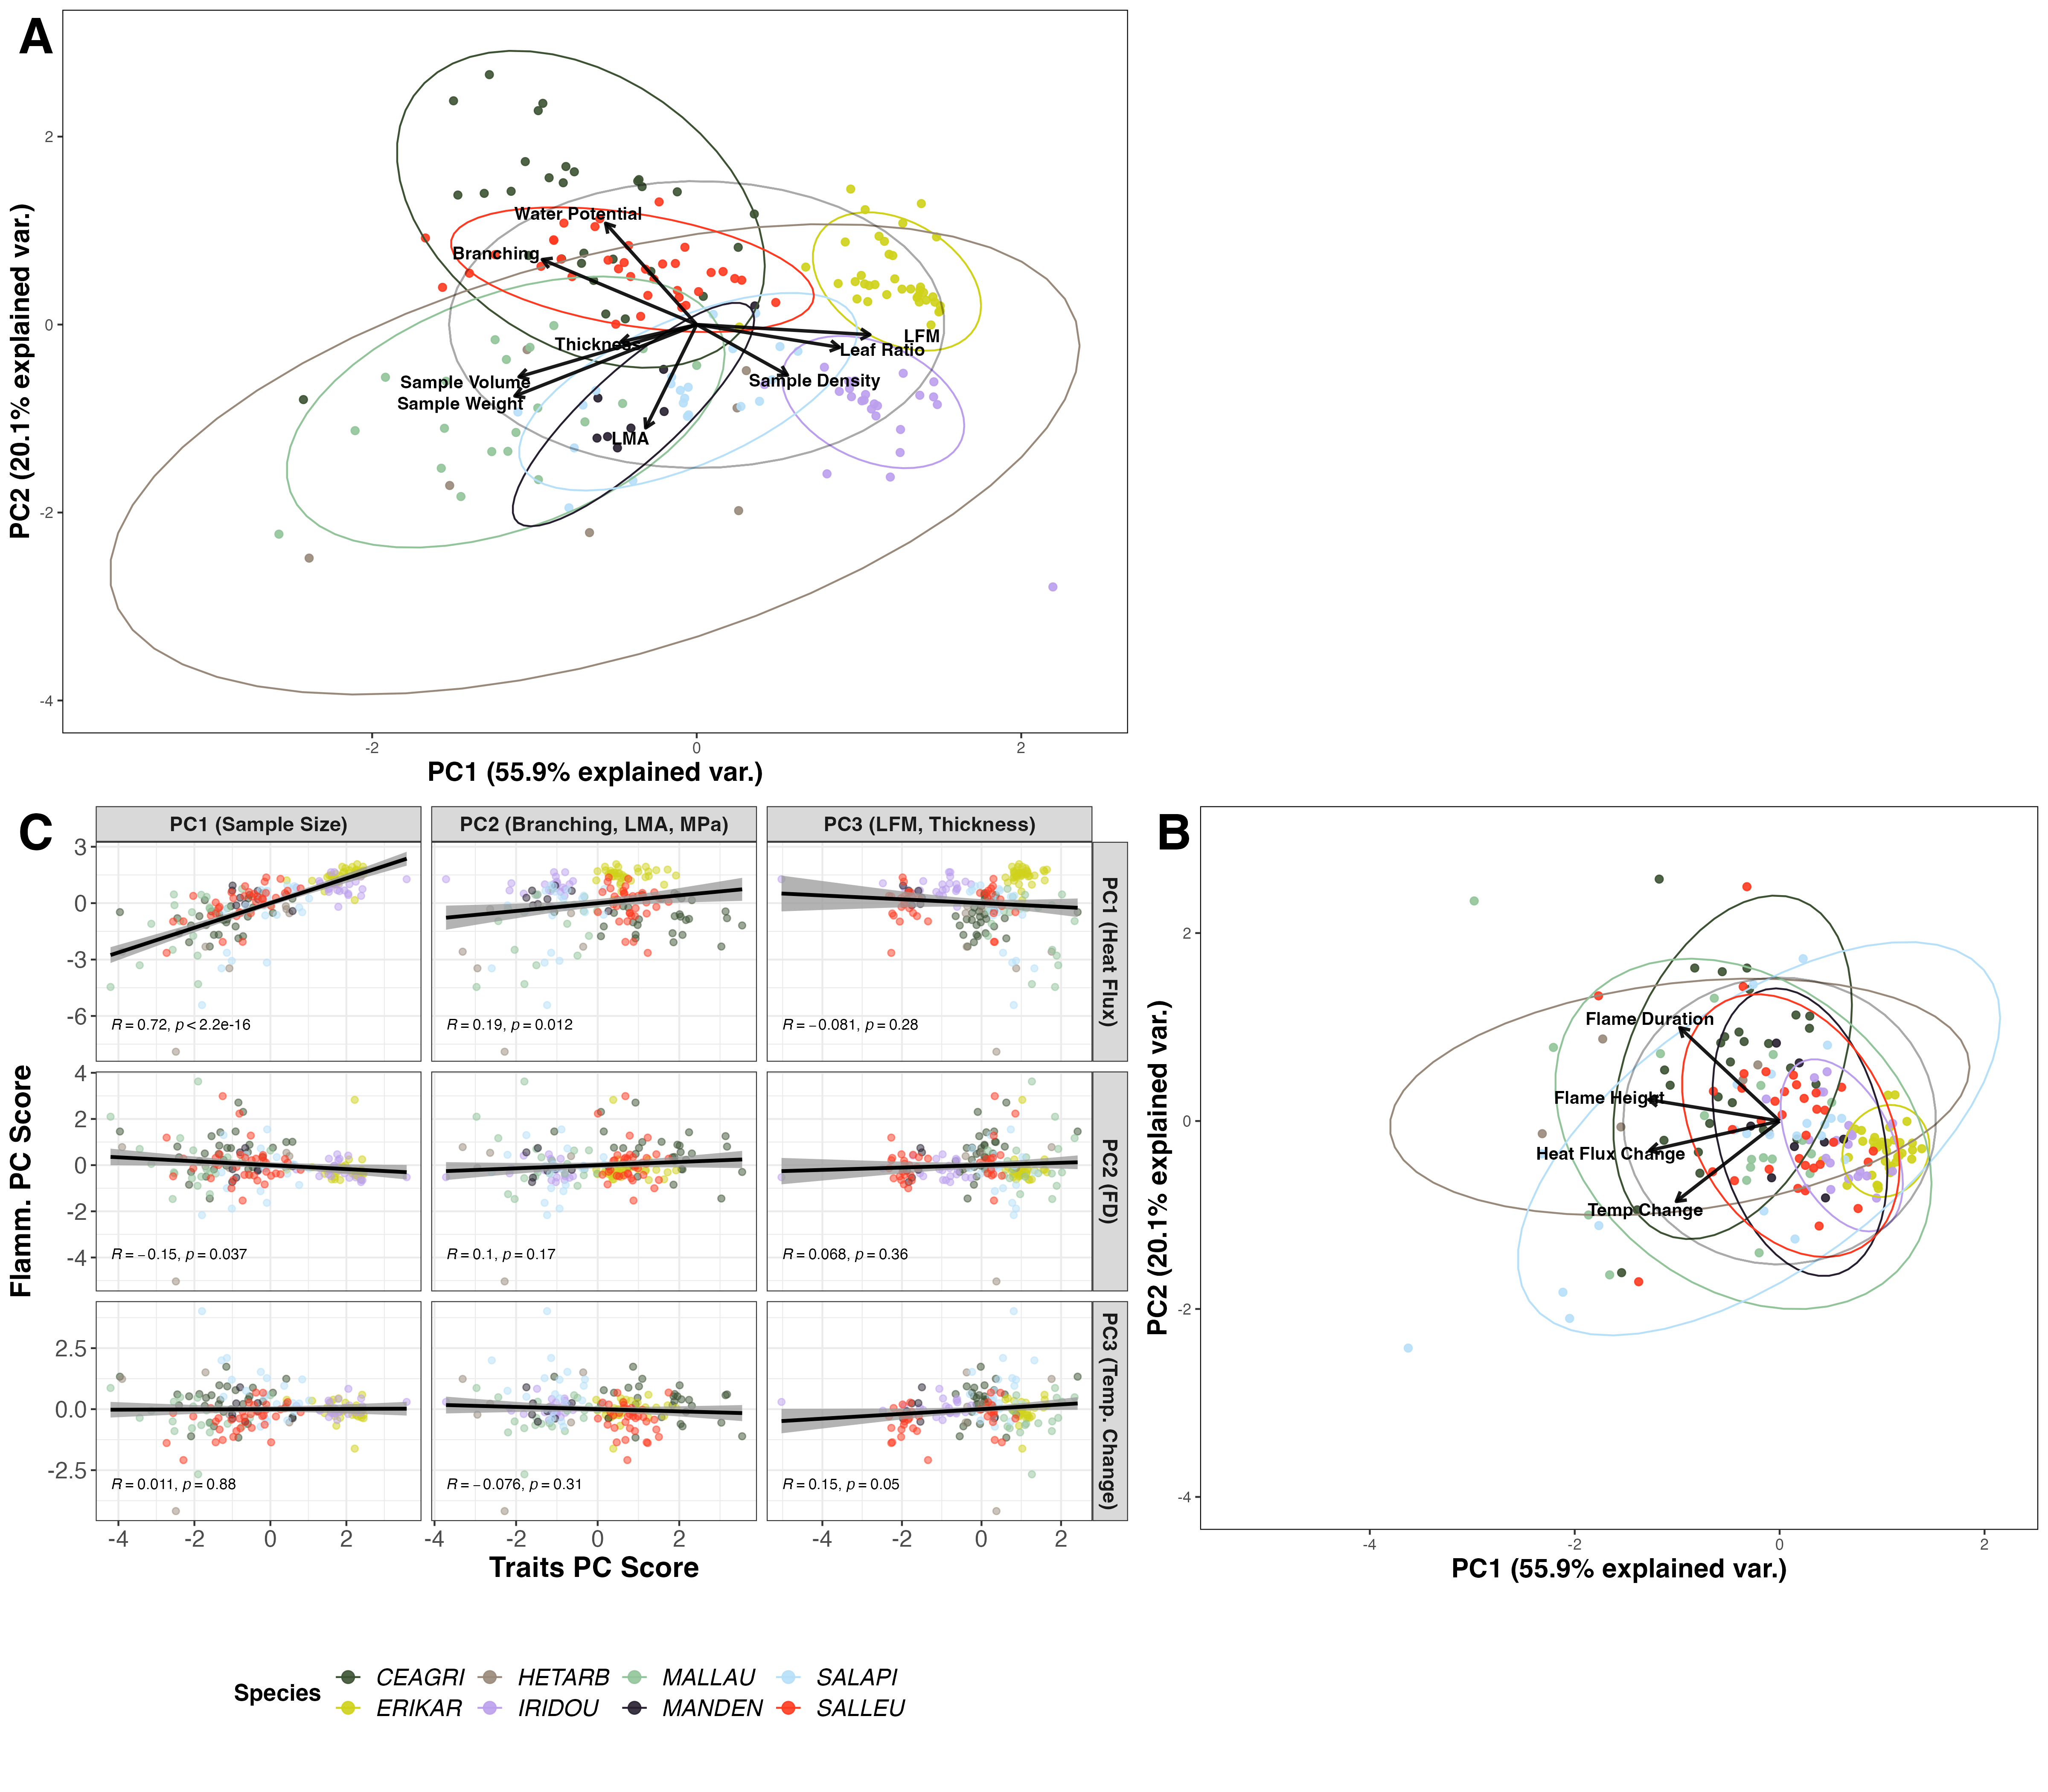 A
PC2 (20.1% explained var.)
2
0
-2
-4
Water Potential
Branching
Thickness
LFM
Leaf Ratio
Sample Volume
Sample Density
Sample Weight
LMA
-2 0 2
PC1 (55.9% explained var.)
C
PC1 (Sample Size) PC2 (Branching, LMA, MPa) PC3 (LFM, Thickness)
Flamm. PC Score
3
0
-3
-6
R = 0.72, p < 2.2e-16
R = 0.19, p = 0.012
R = −0.081, p = 0.28
PC1 (Heat Flux)
4
2
0
-2
-4
R = −0.15, p = 0.037
R = 0.1, p = 0.17
R = 0.068, p = 0.36
PC2 (FD)
2.5
0.0
-2.5
R = 0.011, p = 0.88
R = −0.076, p = 0.31
R = 0.15, p = 0.05
PC3 (Temp. Change)
-4 -2 0 2 -4 -2 0 2 -4 -2 0 2
Traits PC Score
B
PC2 (20.1% explained var.)
2
0
-2
-4
Flame Duration
Flame Height
Heat Flux Change
Temp Change
-4 -2 0 2
PC1 (55.9% explained var.)
Species
CEAGRI HETARB MALLAU SALAPI
ERIKAR IRIDOU MANDEN SALLEU